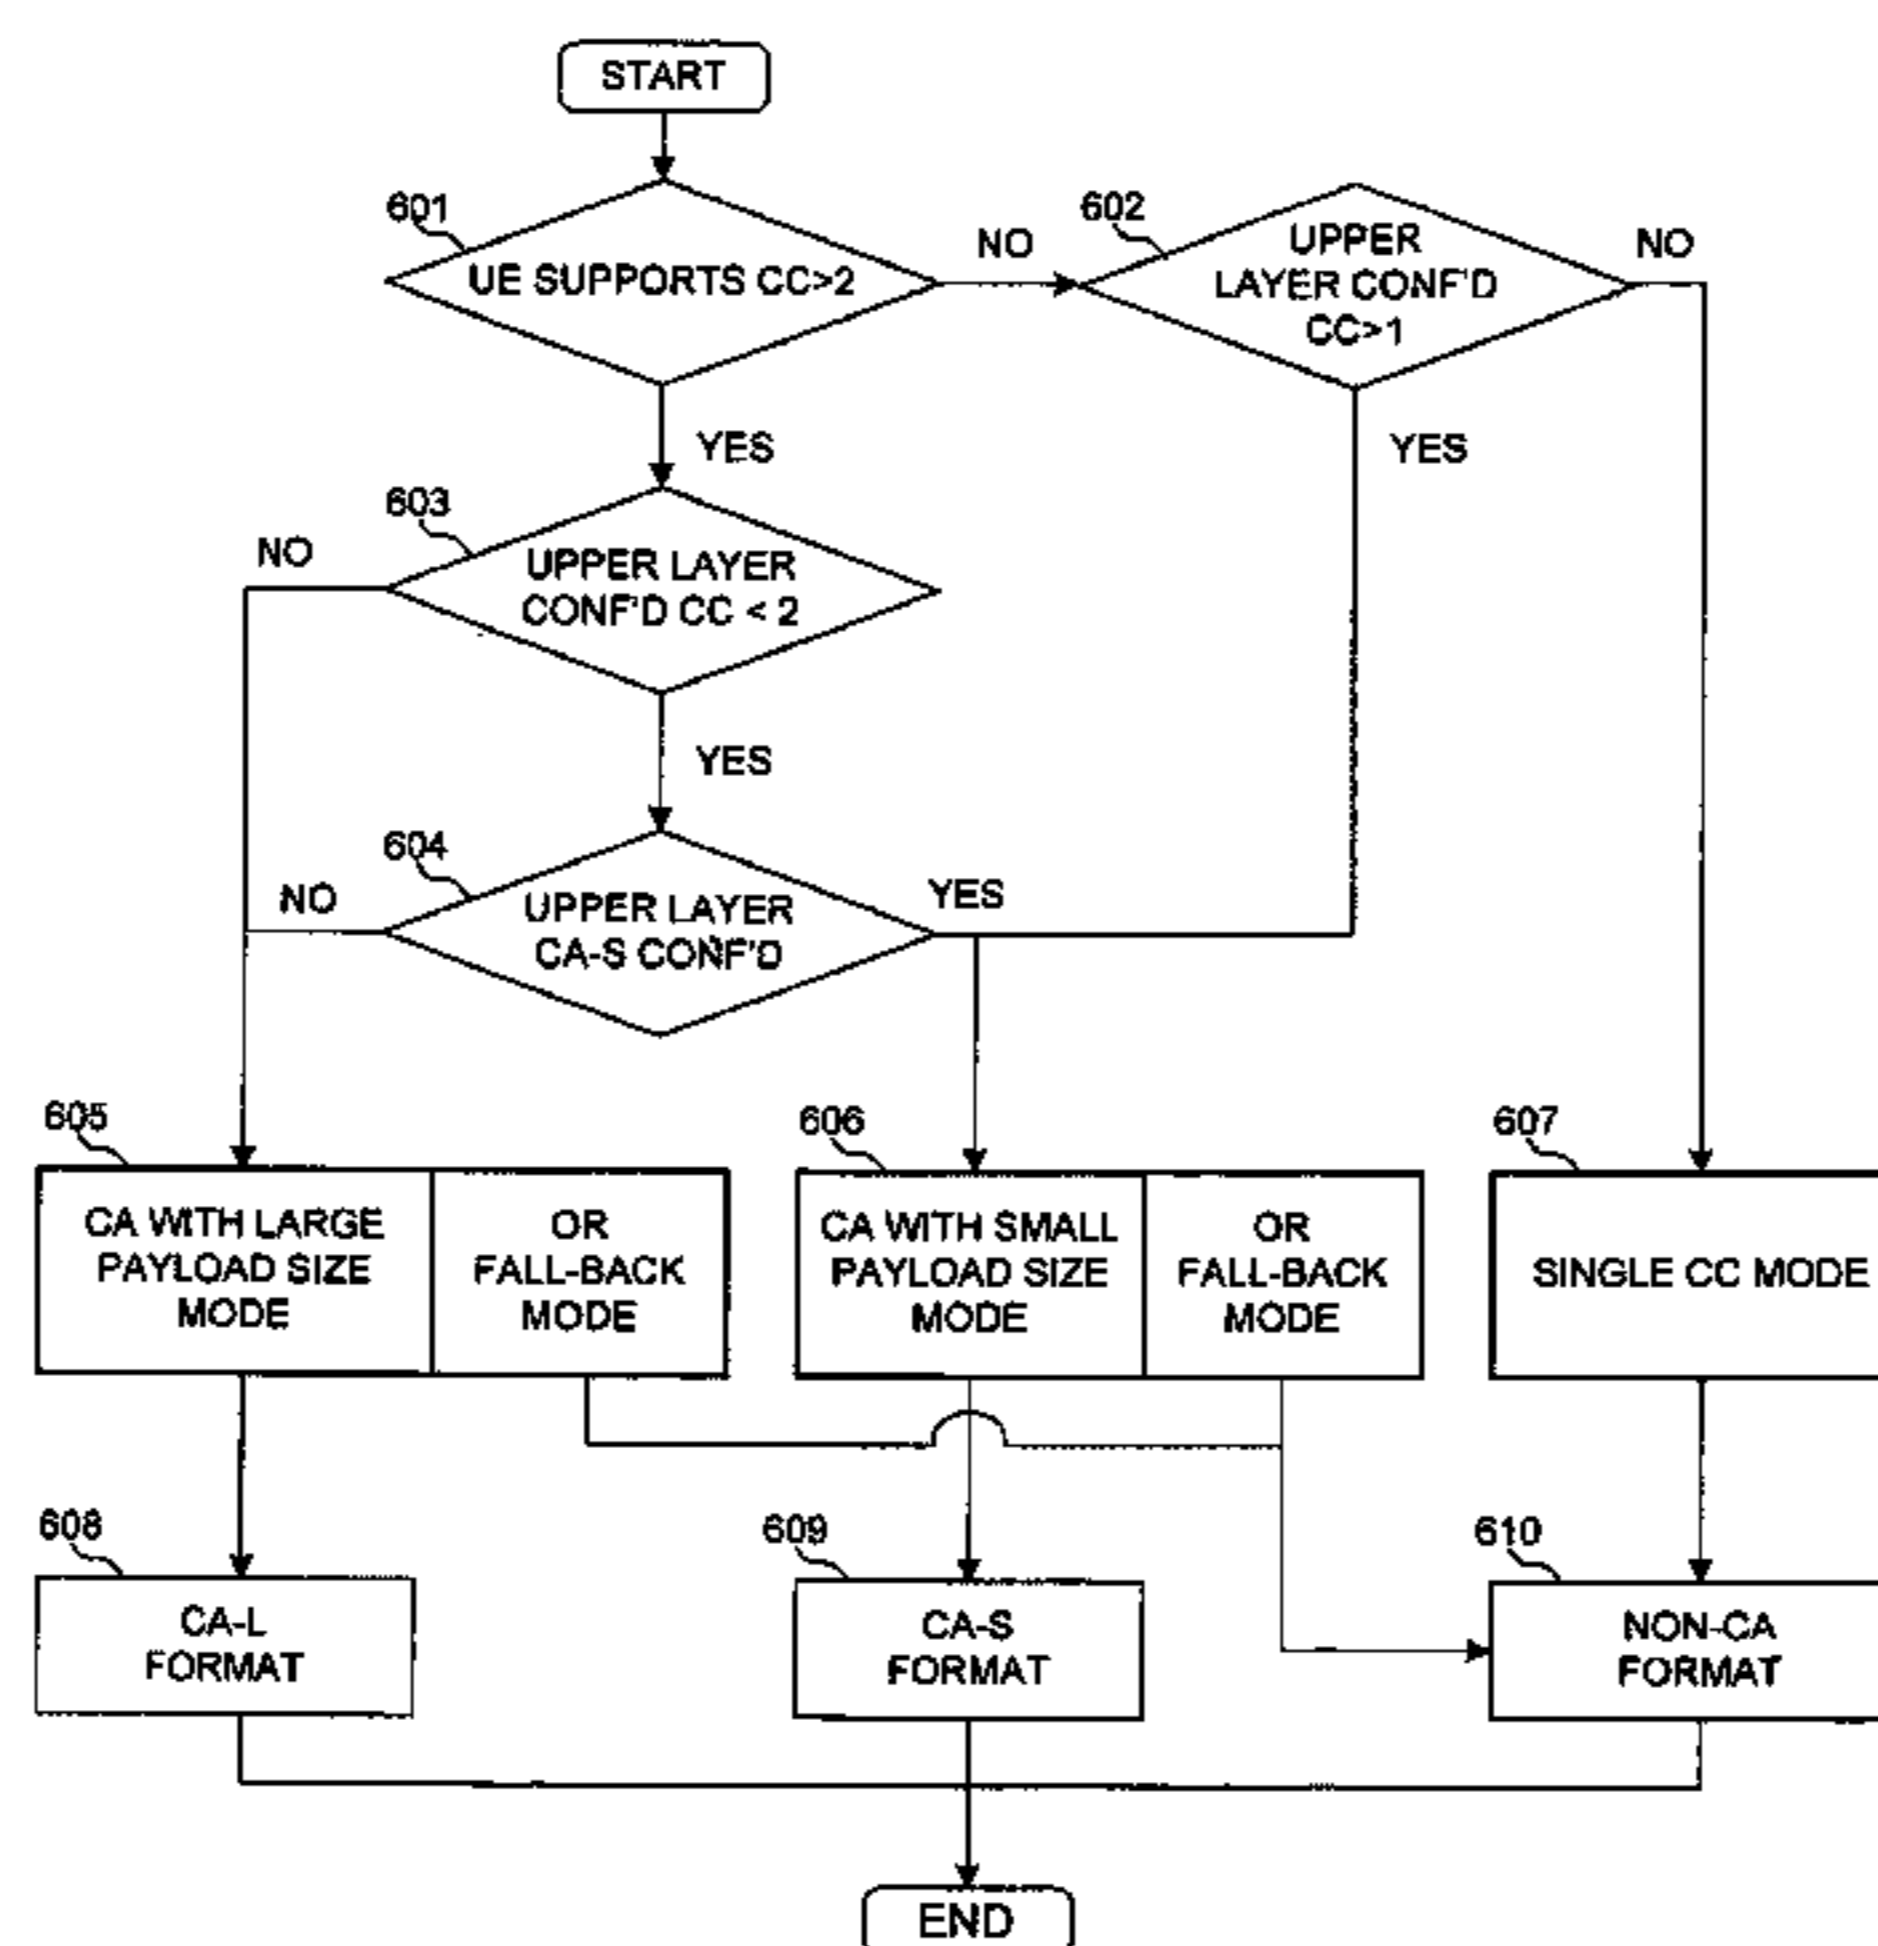 START
601
UE SUPPORTS CC>2
NO
602
UPPER
LAYER CONF'D
CC>1
NO
YES
YES
603
NO
UPPER LAYER
CONF'D CC < 2
YES
604
NO
UPPER LAYER
CA-S CONF'D
YES
605
CA WITH LARGE
PAYLOAD SIZE
MODE
OR
FALL-BACK
MODE
606
CA WITH SMALL
PAYLOAD SIZE
MODE
OR
FALL-BACK
MODE
607
SINGLE CC MODE
608
CA-L
FORMAT
609
CA-S
FORMAT
610
NON-CA
FORMAT
END